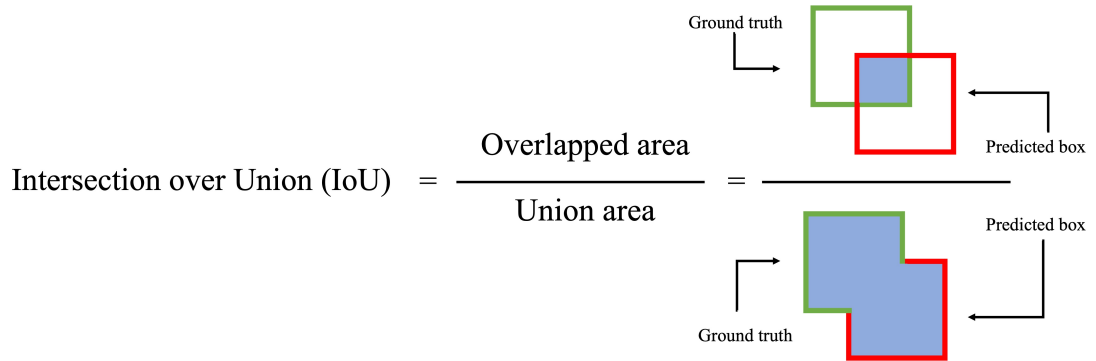 Ground truth
Predicted box
Intersection over Union (IoU) = Overlapped area / Union area =
Predicted box
Ground truth